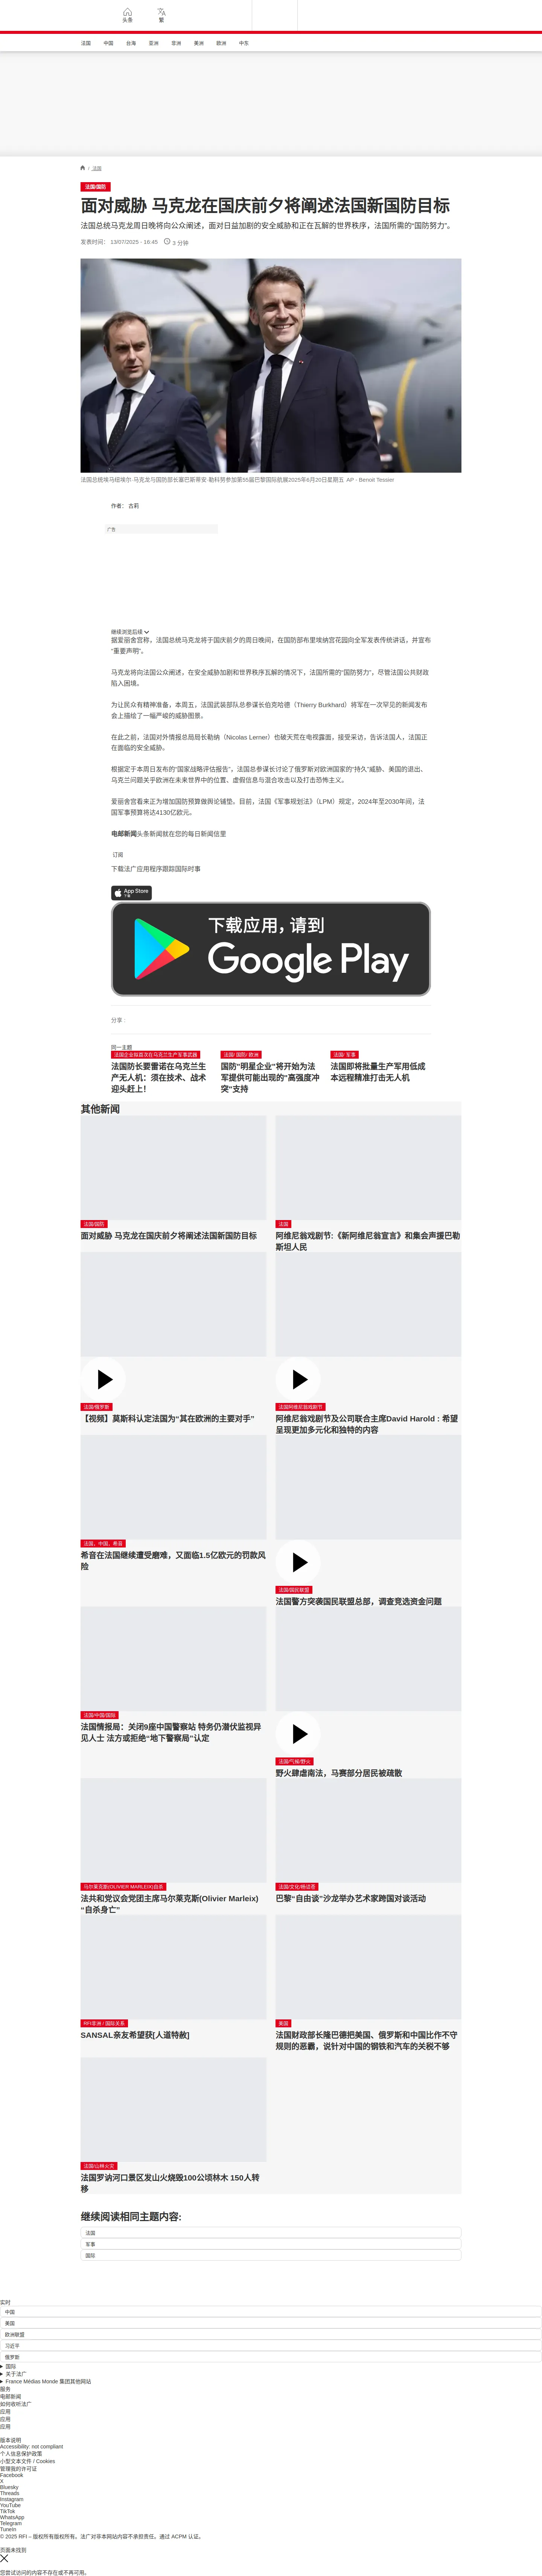 头条
繁
法国
中国
台海
亚洲
非洲
美洲
欧洲
中东
/ 法国
法国/国防
面对威胁 马克龙在国庆前夕将阐述法国新国防目标
法国总统马克龙周日晚将向公众阐述，面对日益加剧的安全威胁和正在瓦解的世界秩序，法国所需的“国防努力”。
发表时间： 13/07/2025 - 16:45
3 分钟
法国总统埃马纽埃尔·马克龙与国防部长塞巴斯蒂安·勒科努参加第55届巴黎国际航展2025年6月20日星期五 AP - Benoit Tessier
作者： 古莉
广告
继续浏览后续
据爱丽舍宫称，法国总统马克龙将于国庆前夕的周日晚间，在国防部布里埃纳宫花园向全军发表传统讲话，并宣布
“重要声明”。
马克龙将向法国公众阐述，在安全威胁加剧和世界秩序瓦解的情况下，法国所需的“国防努力”，尽管法国公共财政
陷入困境。
为让民众有精神准备，本周五，法国武装部队总参谋长伯克哈德（Thierry Burkhard）将军在一次罕见的新闻发布
会上描绘了一幅严峻的威胁图景。
在此之前，法国对外情报总局局长勒纳（Nicolas Lerner）也破天荒在电视露面，接受采访，告诉法国人，法国正
在面临的安全威胁。
根据定于本周日发布的“国家战略评估报告”，法国总参谋长讨论了俄罗斯对欧洲国家的“持久”威胁、美国的退出、
乌克兰问题关乎欧洲在未来世界中的位置、虚假信息与混合攻击以及打击恐怖主义。
爱丽舍宫看来正为增加国防预算做舆论铺垫。目前，法国《军事规划法》（LPM）规定，2024年至2030年间，法
国军事预算将达4130亿欧元。
电邮新闻头条新闻就在您的每日新闻信里
订阅
下载法广应用程序跟踪国际时事
App Store
下载
下载应用，请到
Google Play
分享 :
同一主题
法国企业拟首次在乌克兰生产军事武器
法国防长要雷诺在乌克兰生
产无人机：须在技术、战术
迎头赶上！
法国/ 国防/ 欧洲
国防"明星企业"将开始为法
军提供可能出现的"高强度冲
突"支持
法国/ 军事
法国即将批量生产军用低成
本远程精准打击无人机
其他新闻
法国/国防
面对威胁 马克龙在国庆前夕将阐述法国新国防目标
法国
阿维尼翁戏剧节:《新阿维尼翁宣言》和集会声援巴勒
斯坦人民
法国/俄罗斯
【视频】莫斯科认定法国为“其在欧洲的主要对手”
法国阿维尼翁戏剧节
阿维尼翁戏剧节及公司联合主席David Harold : 希望
呈现更加多元化和独特的内容
法国，中国，希音
希音在法国继续遭受磨难，又面临1.5亿欧元的罚款风
险
法国/国民联盟
法国警方突袭国民联盟总部，调查竞选资金问题
法国/中国/国际
法国情报局：关闭9座中国警察站 特务仍潜伏监视异
见人士 法方或拒绝“地下警察局”认定
法国/气候/野火
野火肆虐南法，马赛部分居民被疏散
马尔莱克斯(OLIVIER MARLEIX)自杀
法共和党议会党团主席马尔莱克斯(Olivier Marleix)
“自杀身亡”
法国/文化/杨达恩
巴黎“自由谈”沙龙举办艺术家跨国对谈活动
RFI非洲 / 国际关系
SANSAL亲友希望获[人道特赦]
美国
法国财政部长隆巴德把美国、俄罗斯和中国比作不守
规则的恶霸，说针对中国的钢铁和汽车的关税不够
法国/山林火灾
法国罗讷河口景区发山火烧毁100公顷林木 150人转
移
继续阅读相同主题内容:
法国
军事
国际
实时
中国
美国
欧洲联盟
习近平
俄罗斯
国际
关于法广
France Médias Monde 集团其他网站
服务
电邮新闻
如何收听法广
应用
应用
应用
版本说明
Accessibility: not compliant
个人信息保护政策
小型文本文件 / Cookies
管理我的许可证
Facebook
X
Bluesky
Threads
Instagram
YouTube
TikTok
WhatsApp
Telegram
TuneIn
© 2025 RFI – 版权所有版权所有。法广对非本网站内容不承担责任。通过 ACPM 认证。
页面未找到
您尝试访问的内容不存在或不再可用。